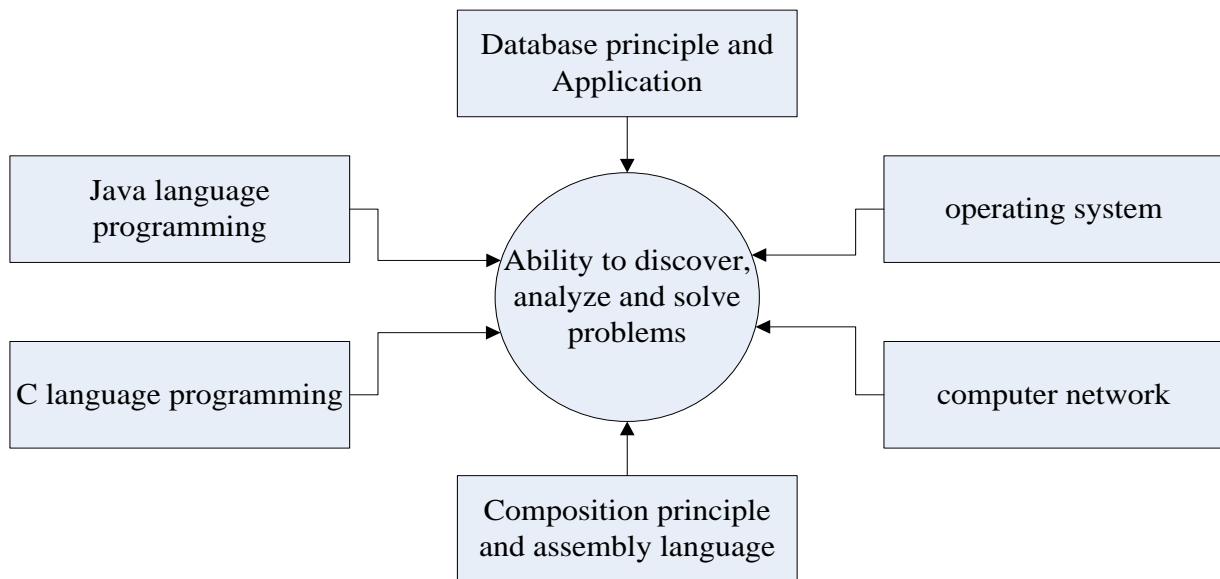 Database principle and
Application
Java language
programming
operating system
Ability to discover,
analyze and solve
problems
C language programming
computer network
Composition principle
and assembly language